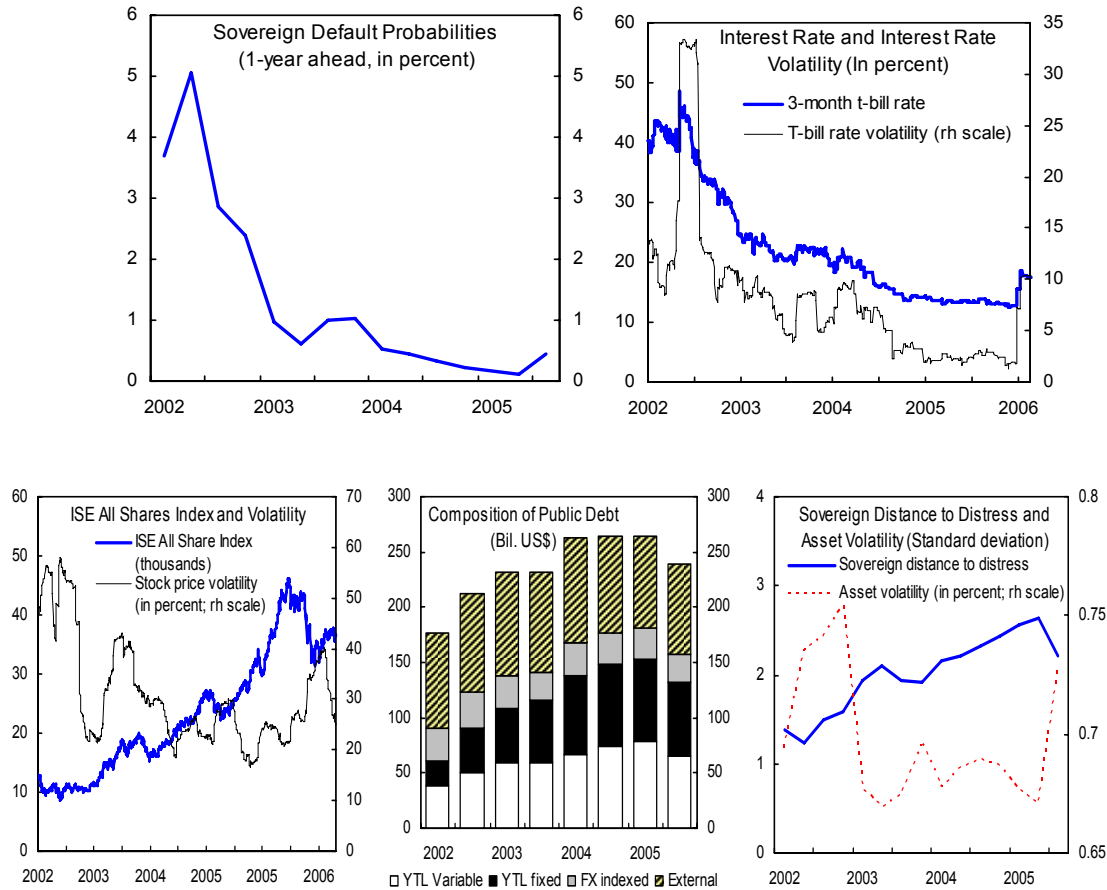 Sovereign Default Probabilities
(1-year ahead, in percent)
6
5
4
3
2
1
0
6
5
4
3
2
1
0
2002 2003 2004 2005
Interest Rate and Interest Rate
Volatility (In percent)
3-month t-bill rate
T-bill rate volatility (rh scale)
60
50
40
30
20
10
0
35
30
25
20
15
10
5
0
2002 2003 2004 2005 2006
ISE All Shares Index and Volatility
ISE All Share Index
(thousands)
Stock price volatility
(in percent; rh scale)
60
50
40
30
20
10
0
70
60
50
40
30
20
10
0
2002 2003 2003 2004 2005 2005 2006
Composition of Public Debt
(Bil. US$)
300
250
200
150
100
50
0
300
250
200
150
100
50
0
2002 2003 2004 2005
YTL Variable YTL fixed FX indexed External
Sovereign Distance to Distress and
Asset Volatility (Standard deviation)
Sovereign distance to distress
Asset volatility (in percent; rh scale)
4
3
2
1
0
0.8
0.75
0.7
0.65
2002 2003 2004 2005